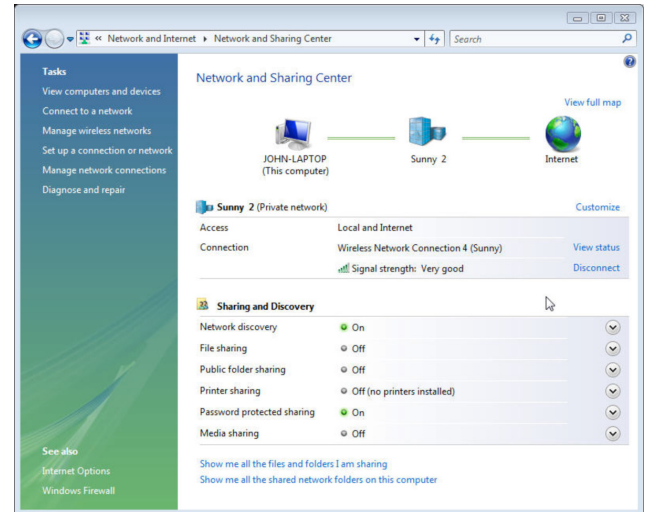 « Network and Internet ▸ Network and Sharing Center
Search
Tasks
View computers and devices
Connect to a network
Manage wireless networks
Set up a connection or network
Manage network connections
Diagnose and repair
See also
Internet Options
Windows Firewall
Network and Sharing Center
View full map
JOHN-LAPTOP
(This computer)
Sunny 2
Internet
Sunny 2 (Private network) Customize
Access Local and Internet
Connection Wireless Network Connection 4 (Sunny) View status
Signal strength: Very good Disconnect
Sharing and Discovery
Network discovery On
File sharing Off
Public folder sharing Off
Printer sharing Off (no printers installed)
Password protected sharing On
Media sharing Off
Show me all the files and folders I am sharing
Show me all the shared network folders on this computer